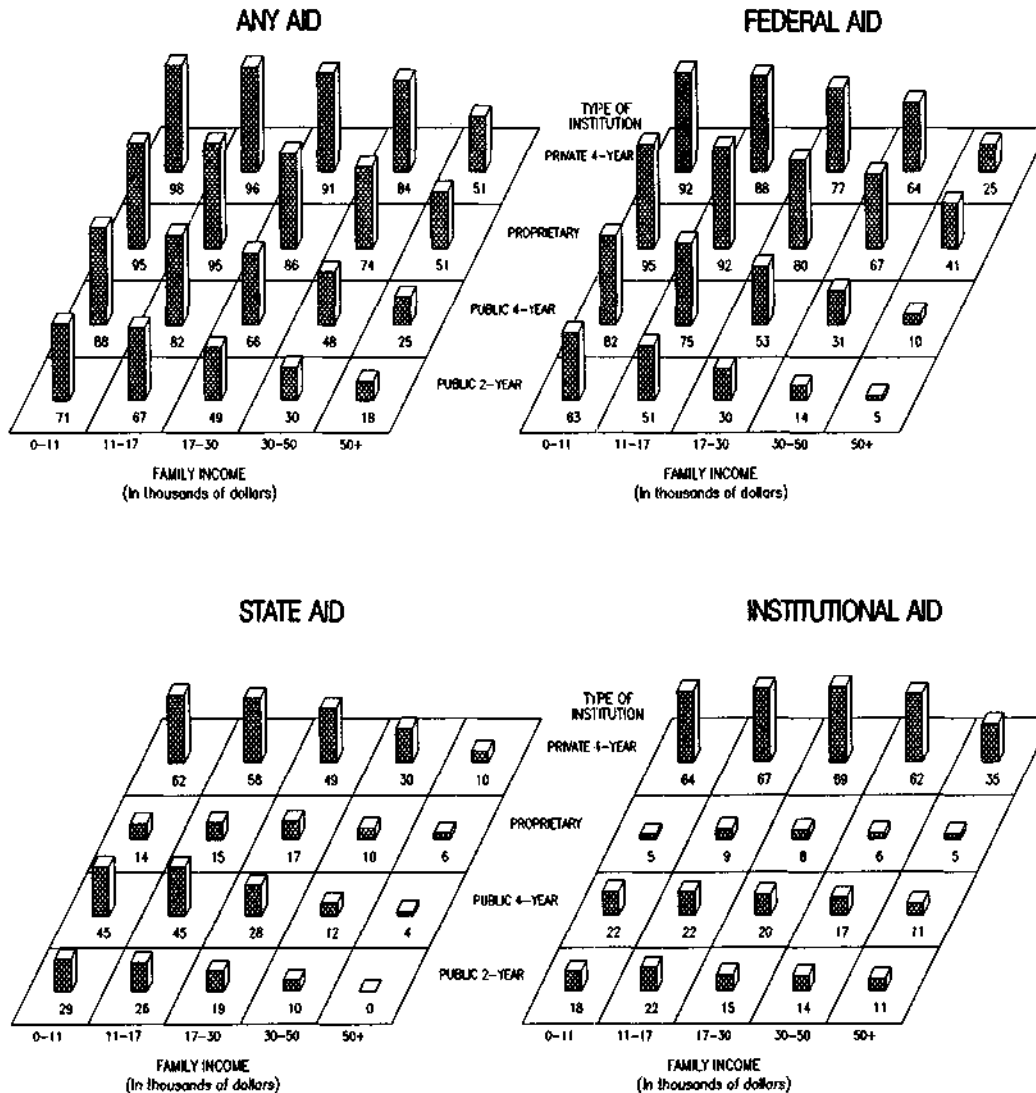 ANY AID
FEDERAL AID
TYPE OF
INSTITUTION
PRIVATE 4-YEAR
98 96 91 84 51
92 88 77 64 25
PROPRIETARY
95 95 86 74 51
95 92 80 67 41
PUBLIC 4-YEAR
88 82 66 48 25
82 75 53 31 10
PUBLIC 2-YEAR
71 67 49 30 18
63 51 30 14 5
0-11 11-17 17-30 30-50 50+
0-11 11-17 17-30 30-50 50+
FAMILY INCOME
(In thousands of dollars)
FAMILY INCOME
(In thousands of dollars)
STATE AID
INSTITUTIONAL AID
TYPE OF
INSTITUTION
PRIVATE 4-YEAR
62 58 49 30 10
64 67 69 62 35
PROPRIETARY
14 15 17 10 6
5 9 8 6 5
PUBLIC 4-YEAR
45 45 28 12 4
22 22 20 17 11
PUBLIC 2-YEAR
29 26 19 10 0
18 22 15 14 11
0-11 11-17 17-30 30-50 50+
0-11 11-17 17-30 30-50 50+
FAMILY INCOME
(In thousands of dollars)
FAMILY INCOME
(In thousands of dollars)